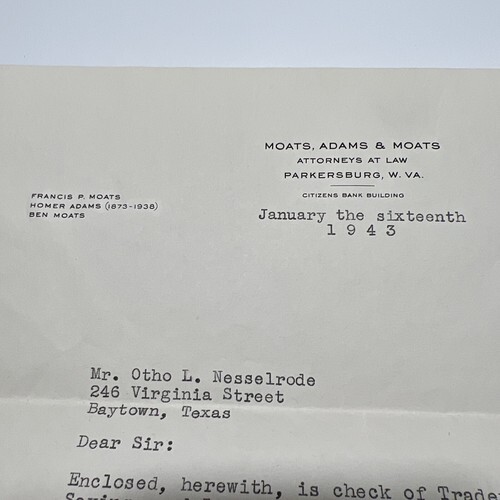 MOATS, ADAMS & MOATS
ATTORNEYS AT LAW
PARKERSBURG, W. VA.
CITIZENS BANK BUILDING
FRANCIS P. MOATS
HOMER ADAMS (1873-1938)
BEN MOATS
January the sixteenth
1 9 4 3
Mr. Otho L. Nesselrode
246 Virginia Street
Baytown, Texas
Dear Sir:
Enclosed, herewith, is check of Trade